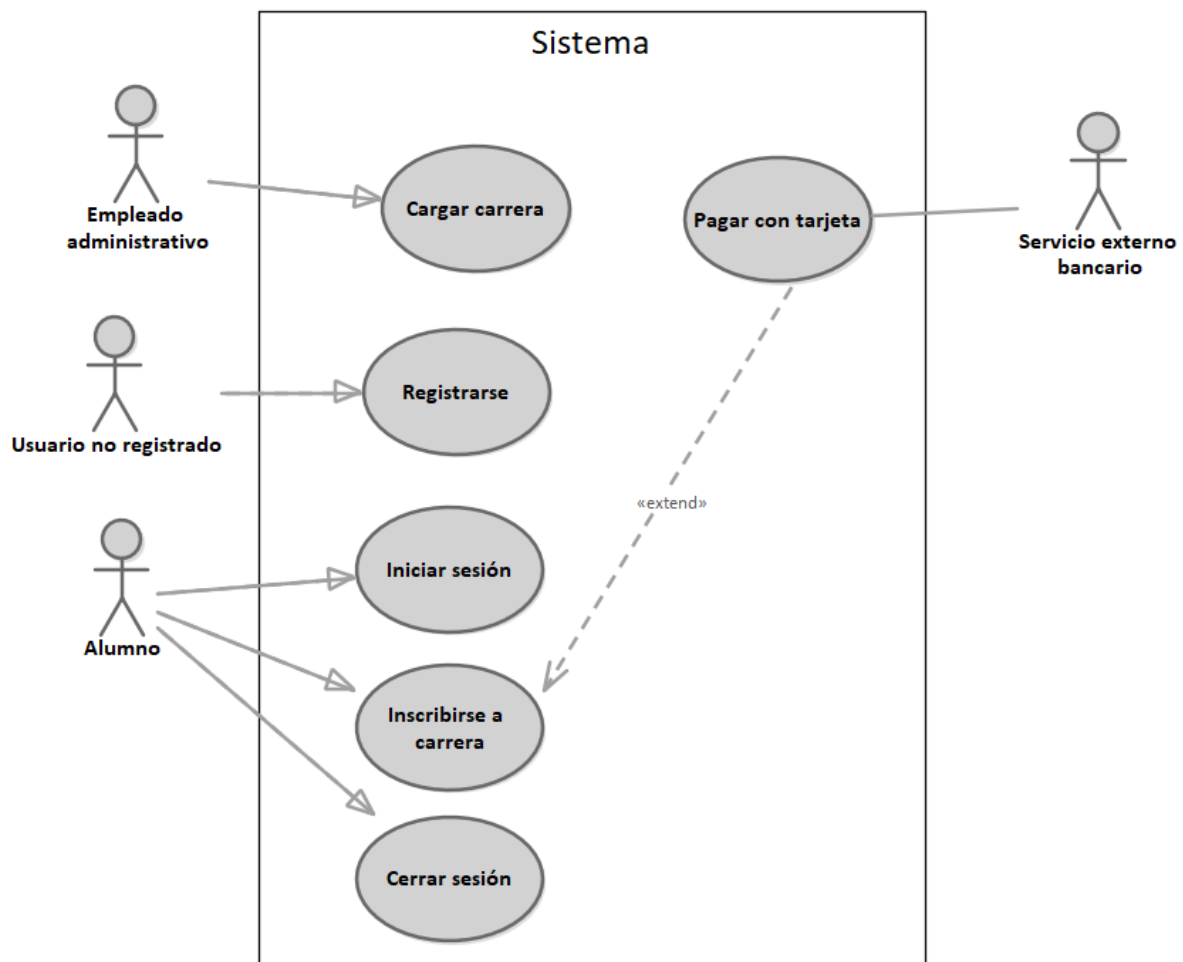 Sistema
Empleado
administrativo
Cargar carrera
Pagar con tarjeta
Servicio externo
bancario
Registrarse
Usuario no registrado
«extend»
Iniciar sesión
Alumno
Inscribirse a
carrera
Cerrar sesión